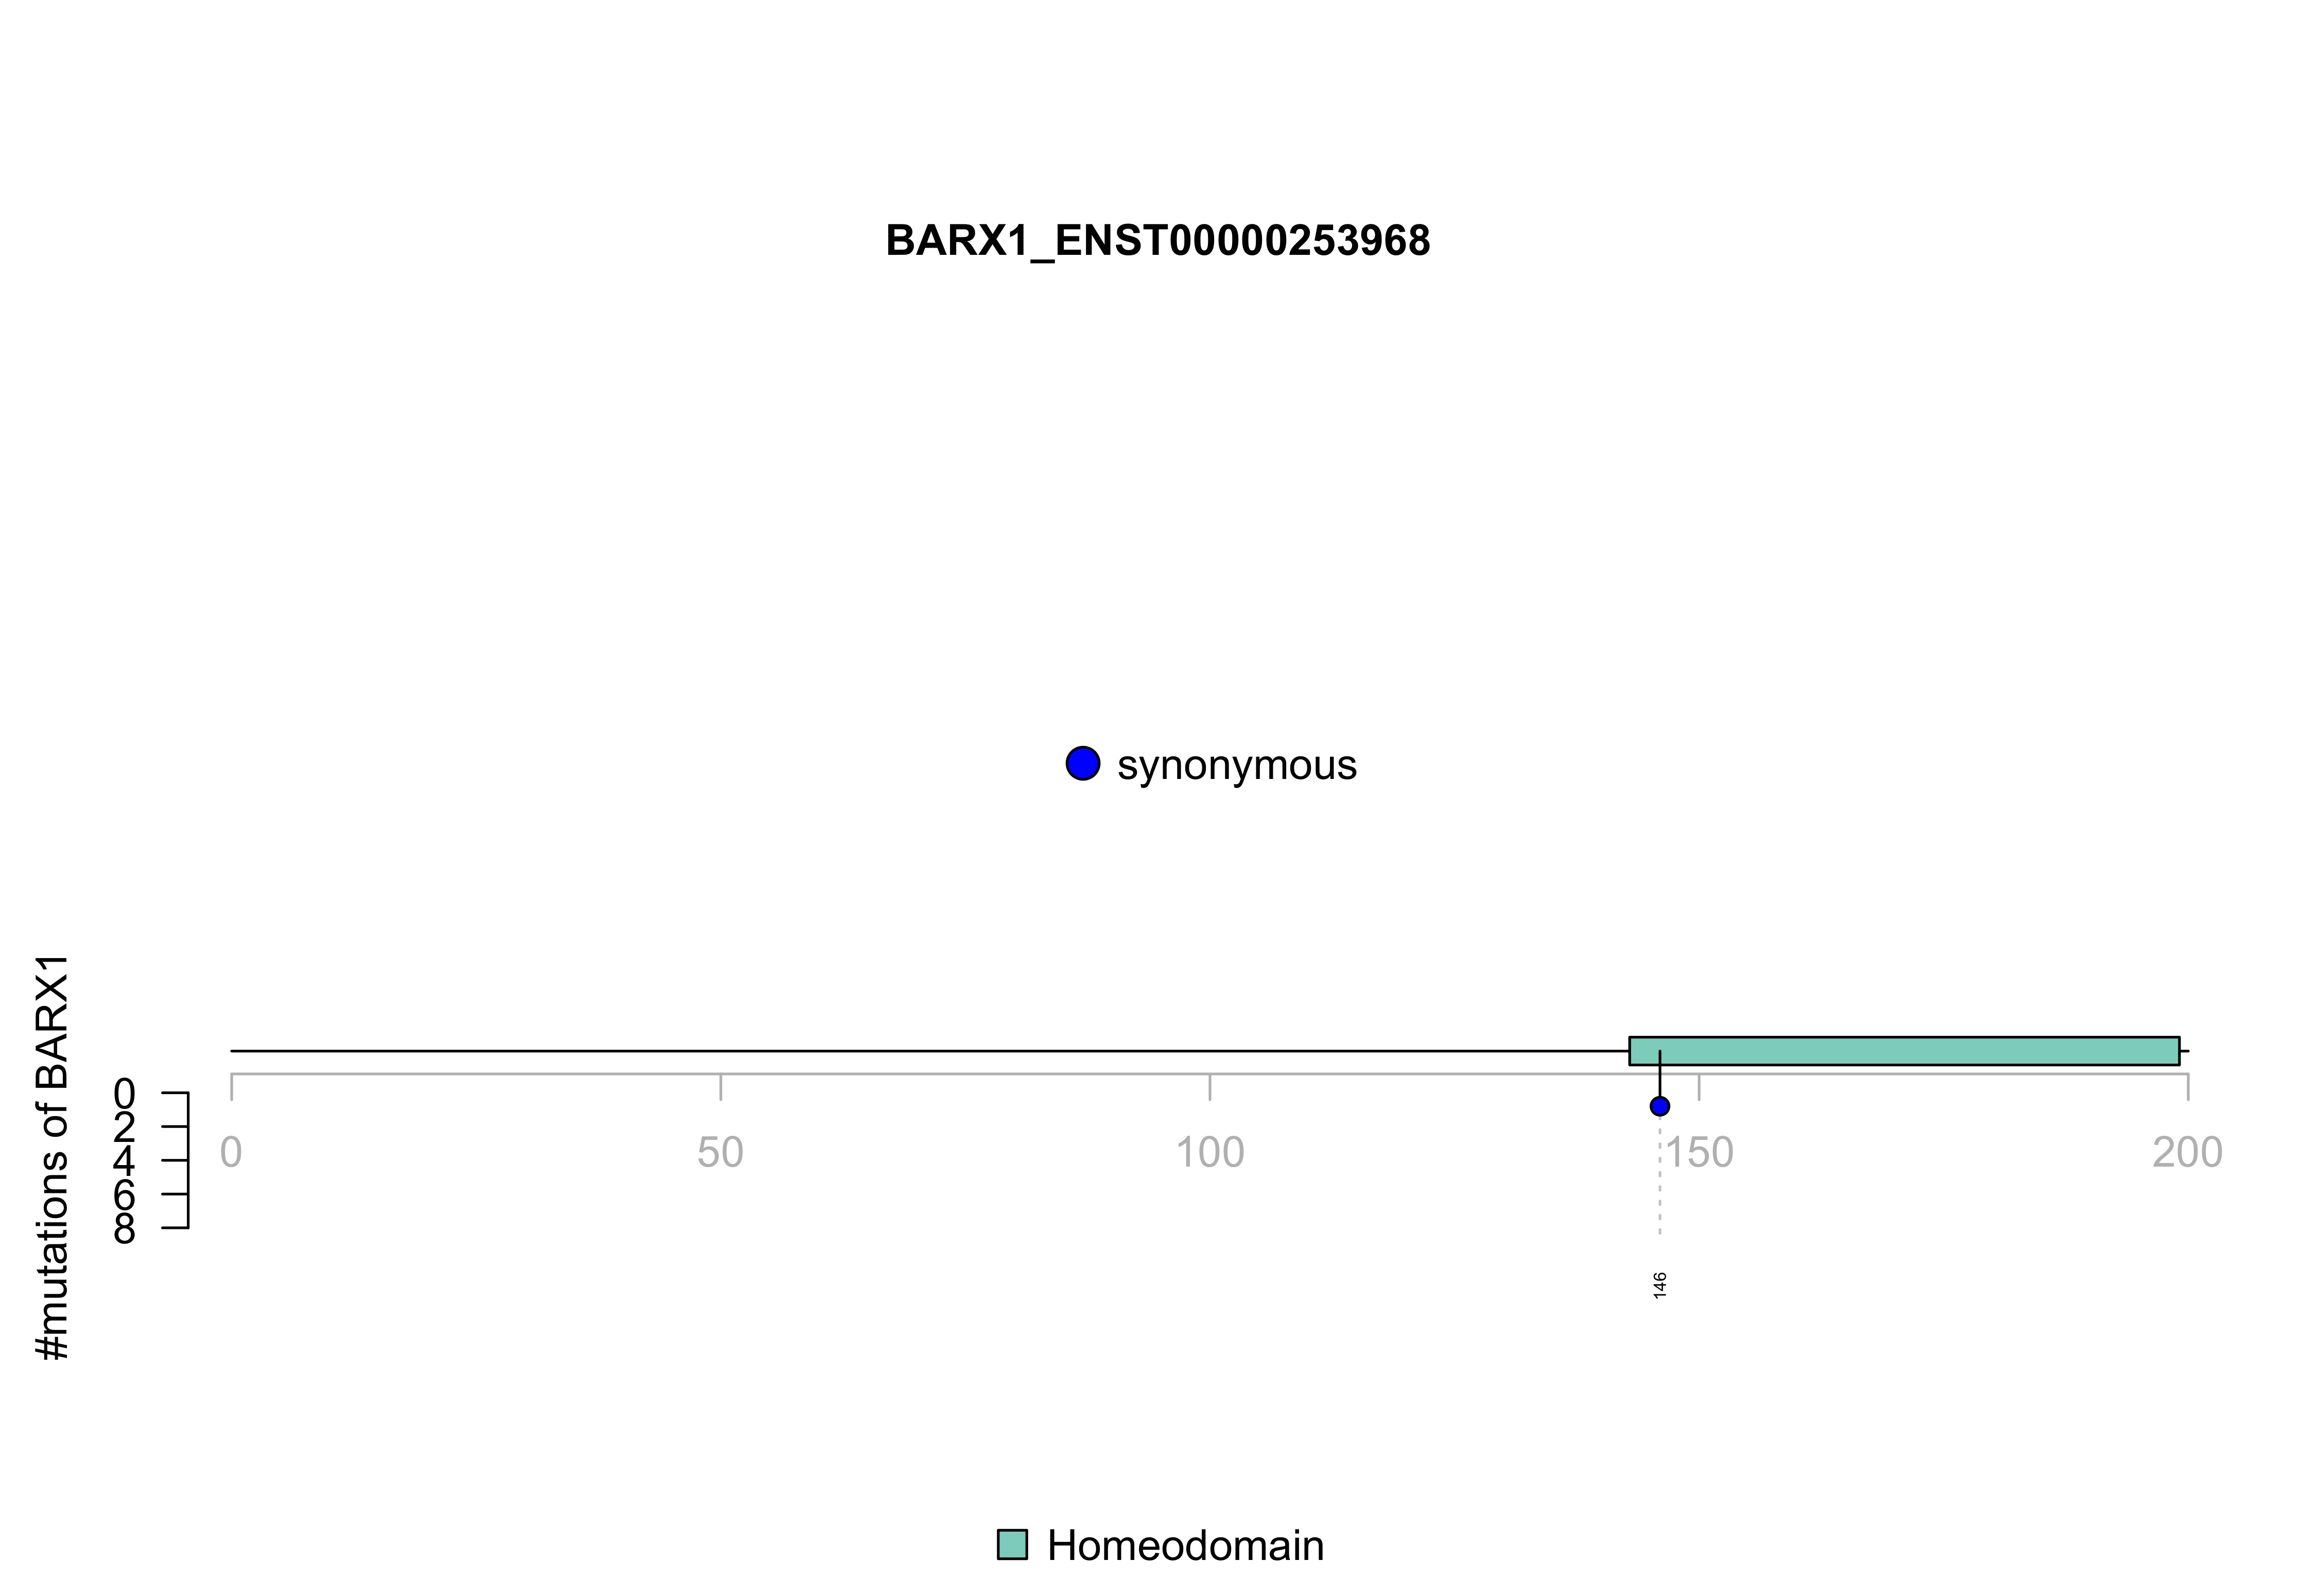 BARX1_ENST00000253968
synonymous
#mutations of BARX1
0
2
4
6
8
0 50 100 150 200
146
Homeodomain